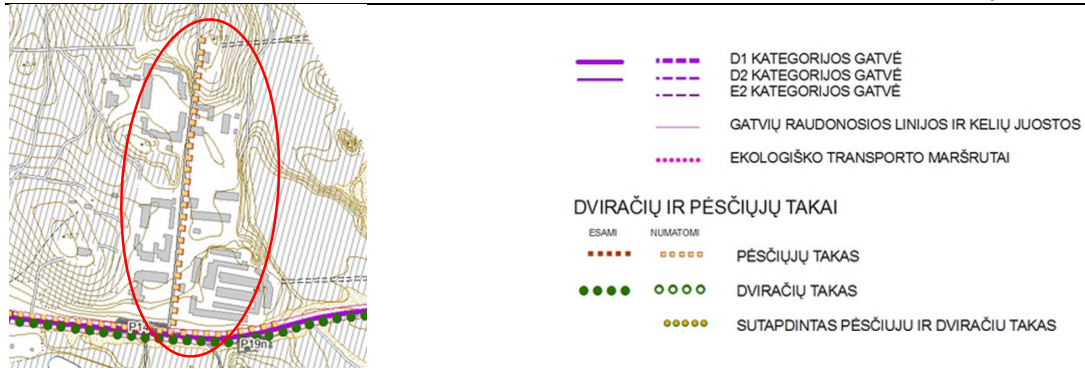 P14
P19n
D1 KATEGORIJOS GATVĖ
D2 KATEGORIJOS GATVĖ
E2 KATEGORIJOS GATVĖ
GATVIŲ RAUDONOSIOS LINIJOS IR KELIŲ JUOSTOS
EKOLOGIŠKO TRANSPORTO MARŠRUTAI
DVIRAČIŲ IR PĖSČIŲJŲ TAKAI
ESAMI NUMATOMI
PĖSČIŲJŲ TAKAS
DVIRAČIŲ TAKAS
SUTAPDINTAS PĖSČIUJU IR DVIRAČIU TAKAS